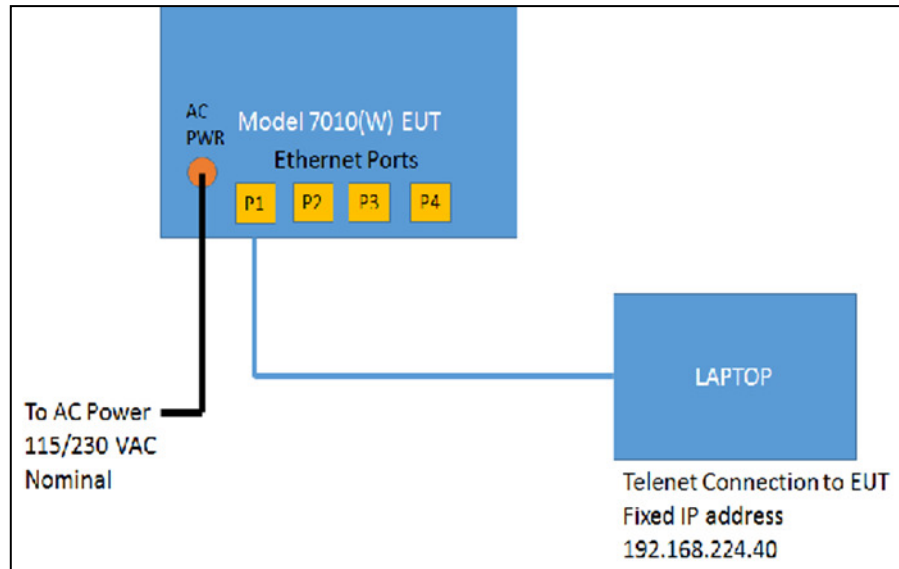 AC
PWR
Model 7010(W) EUT
Ethernet Ports
P1 P2 P3 P4
LAPTOP
To AC Power
115/230 VAC
Nominal
Telenet Connection to EUT
Fixed IP address
192.168.224.40